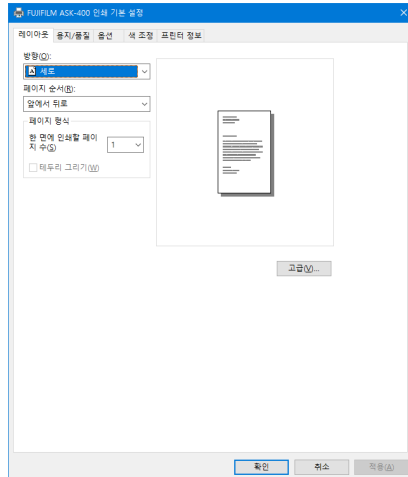 FUJIFILM ASK-400 인쇄 기본 설정
레이아웃 용지/품질 옵션 색 조정 프린터 정보
방향(O):
A 세로
페이지 순서(R):
앞에서 뒤로
페이지 형식
한 면에 인쇄할 페이
지 수(S)
1
테두리 그리기(W)
고급(V)...
확인 취소 적용(A)